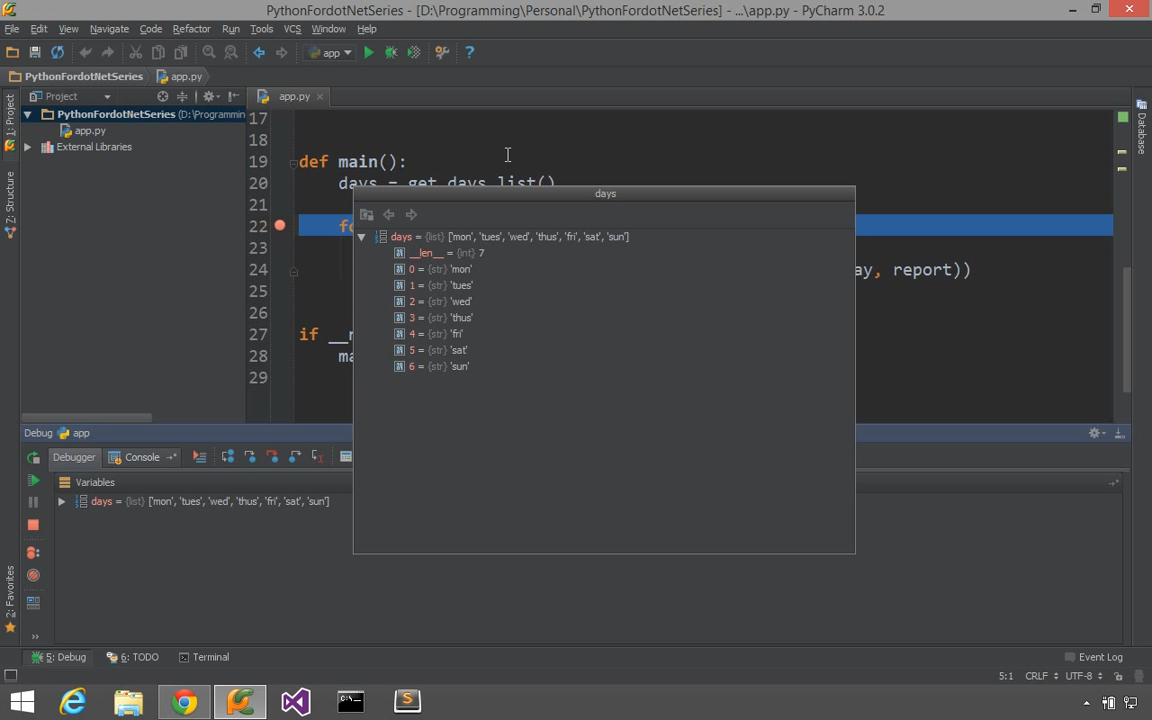 PythonFordotNetSeries - [D:\Programming\Personal\PythonFordotNetSeries] - ...\app.py - PyCharm 3.0.2
File Edit View Navigate Code Refactor Run Tools VCS Window Help
app
PythonFordotNetSeries app.py
1: Project
7: Structure
2: Favorites
Project
app.py
Database
PythonFordotNetSeries (D:\Programmin
app.py
External Libraries
17
18
19 def main():
20 days = get_days_list()
21
22
23
24 ay, report))
25
26
27 if
28
29
days
days = {list} ['mon', 'tues', 'wed', 'thus', 'fri', 'sat', 'sun']
__len__ = {int} 7
0 = {str} 'mon'
1 = {str} 'tues'
2 = {str} 'wed'
3 = {str} 'thus'
4 = {str} 'fri'
5 = {str} 'sat'
6 = {str} 'sun'
Debug app
Debugger Console
Variables
days = {list} ['mon', 'tues', 'wed', 'thus', 'fri', 'sat', 'sun']
5: Debug 6: TODO Terminal Event Log
5:1 CRLF UTF-8